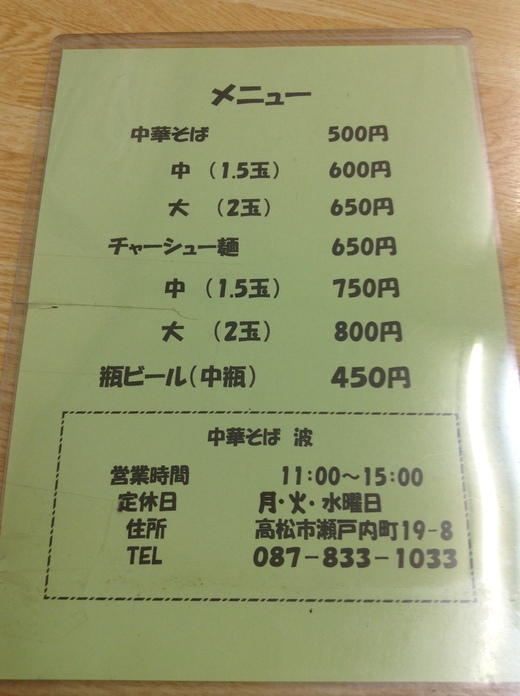 メニュー
中華そば 500円
中 (1.5玉) 600円
大 (2玉) 650円
チャーシュー麺 650円
中 (1.5玉) 750円
大 (2玉) 800円
瓶ビール(中瓶) 450円
中華そば 波
営業時間 11:00～15:00
定休日 月・火・水曜日
住所 高松市瀬戸内町19-8
TEL 087-833-1033